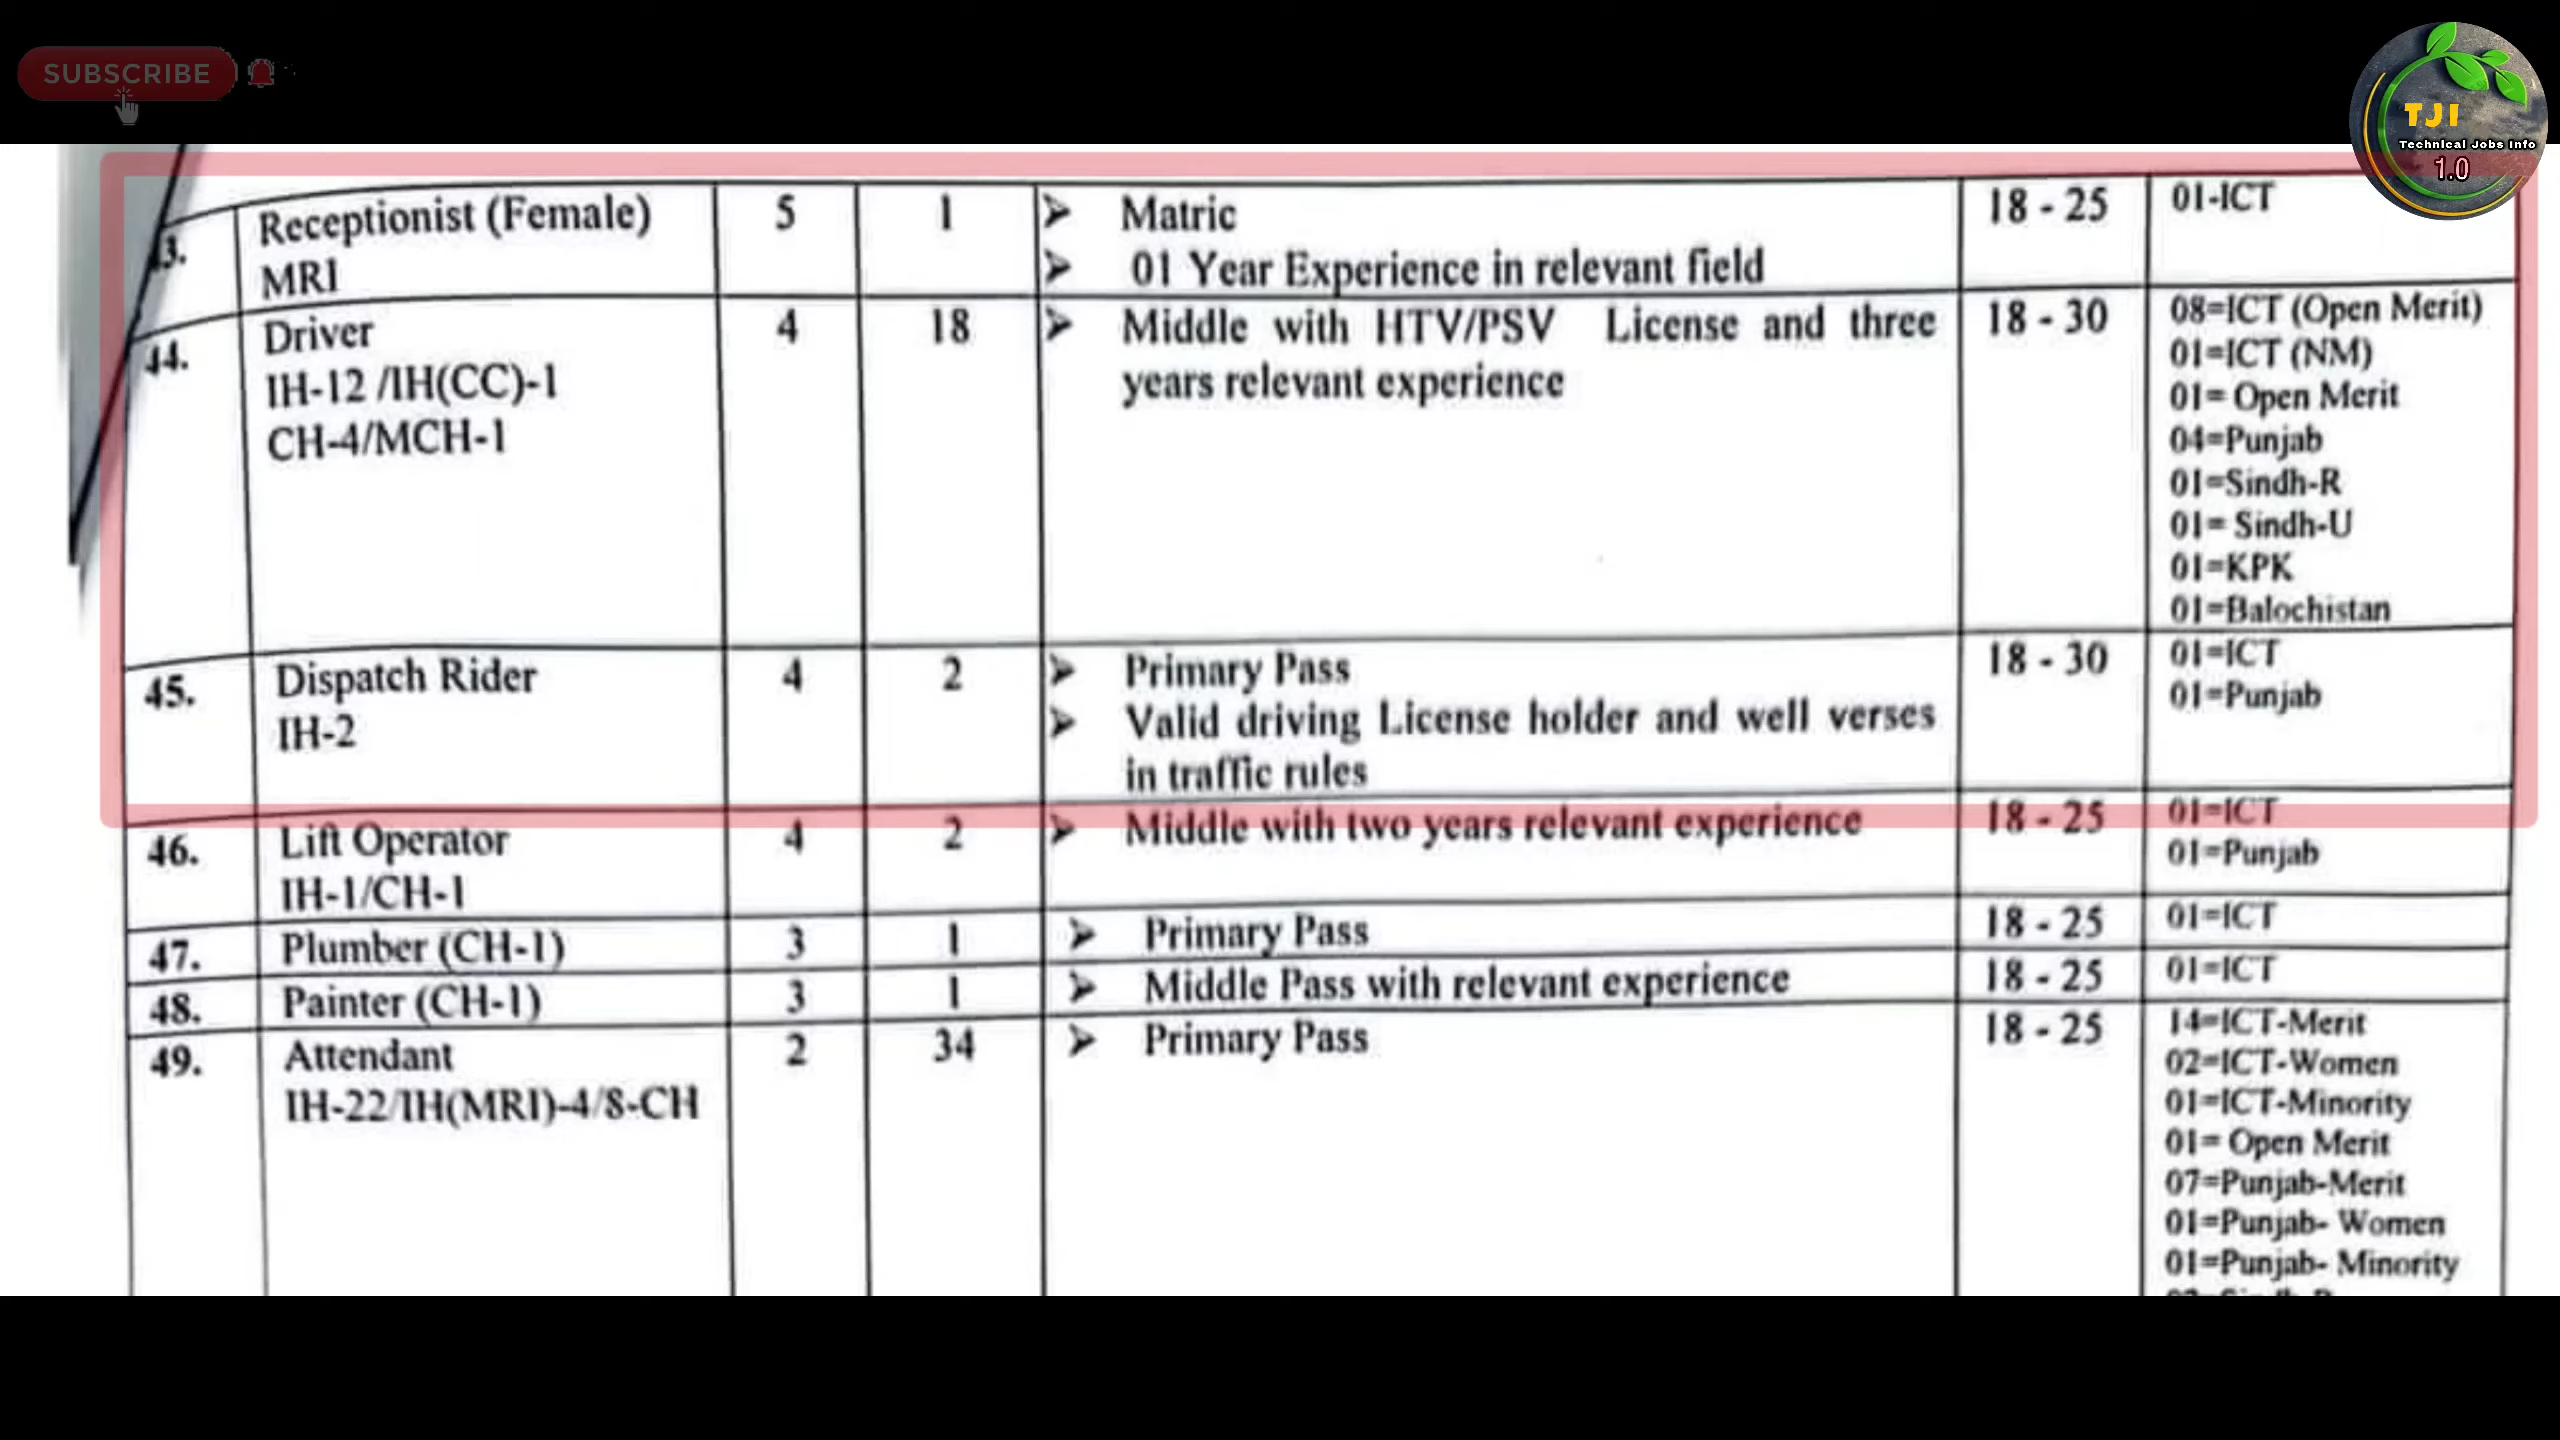 SUBSCRIBE
TJI
Technical Jobs Info
1.0
3. Receptionist (Female) 5 1 ➢ Matric 18 - 25 01-ICT
MRI ➢ 01 Year Experience in relevant field
44. Driver 4 18 ➢ Middle with HTV/PSV License and three 18 - 30 08=ICT (Open Merit)
IH-12 /IH(CC)-1 years relevant experience 01=ICT (NM)
CH-4/MCH-1 01= Open Merit
04=Punjab
01=Sindh-R
01= Sindh-U
01=KPK
01=Balochistan
45. Dispatch Rider 4 2 ➢ Primary Pass 18 - 30 01=ICT
IH-2 ➢ Valid driving License holder and well verses 01=Punjab
in traffic rules
46. Lift Operator 4 2 ➢ Middle with two years relevant experience 18 - 25 01=ICT
IH-1/CH-1 01=Punjab
47. Plumber (CH-1) 3 1 ➢ Primary Pass 18 - 25 01=ICT
48. Painter (CH-1) 3 1 ➢ Middle Pass with relevant experience 18 - 25 01=ICT
49. Attendant 2 34 ➢ Primary Pass 18 - 25 14=ICT-Merit
IH-22/IH(MRI)-4/8-CH 02=ICT-Women
01=ICT-Minority
01= Open Merit
07=Punjab-Merit
01=Punjab- Women
01=Punjab- Minority